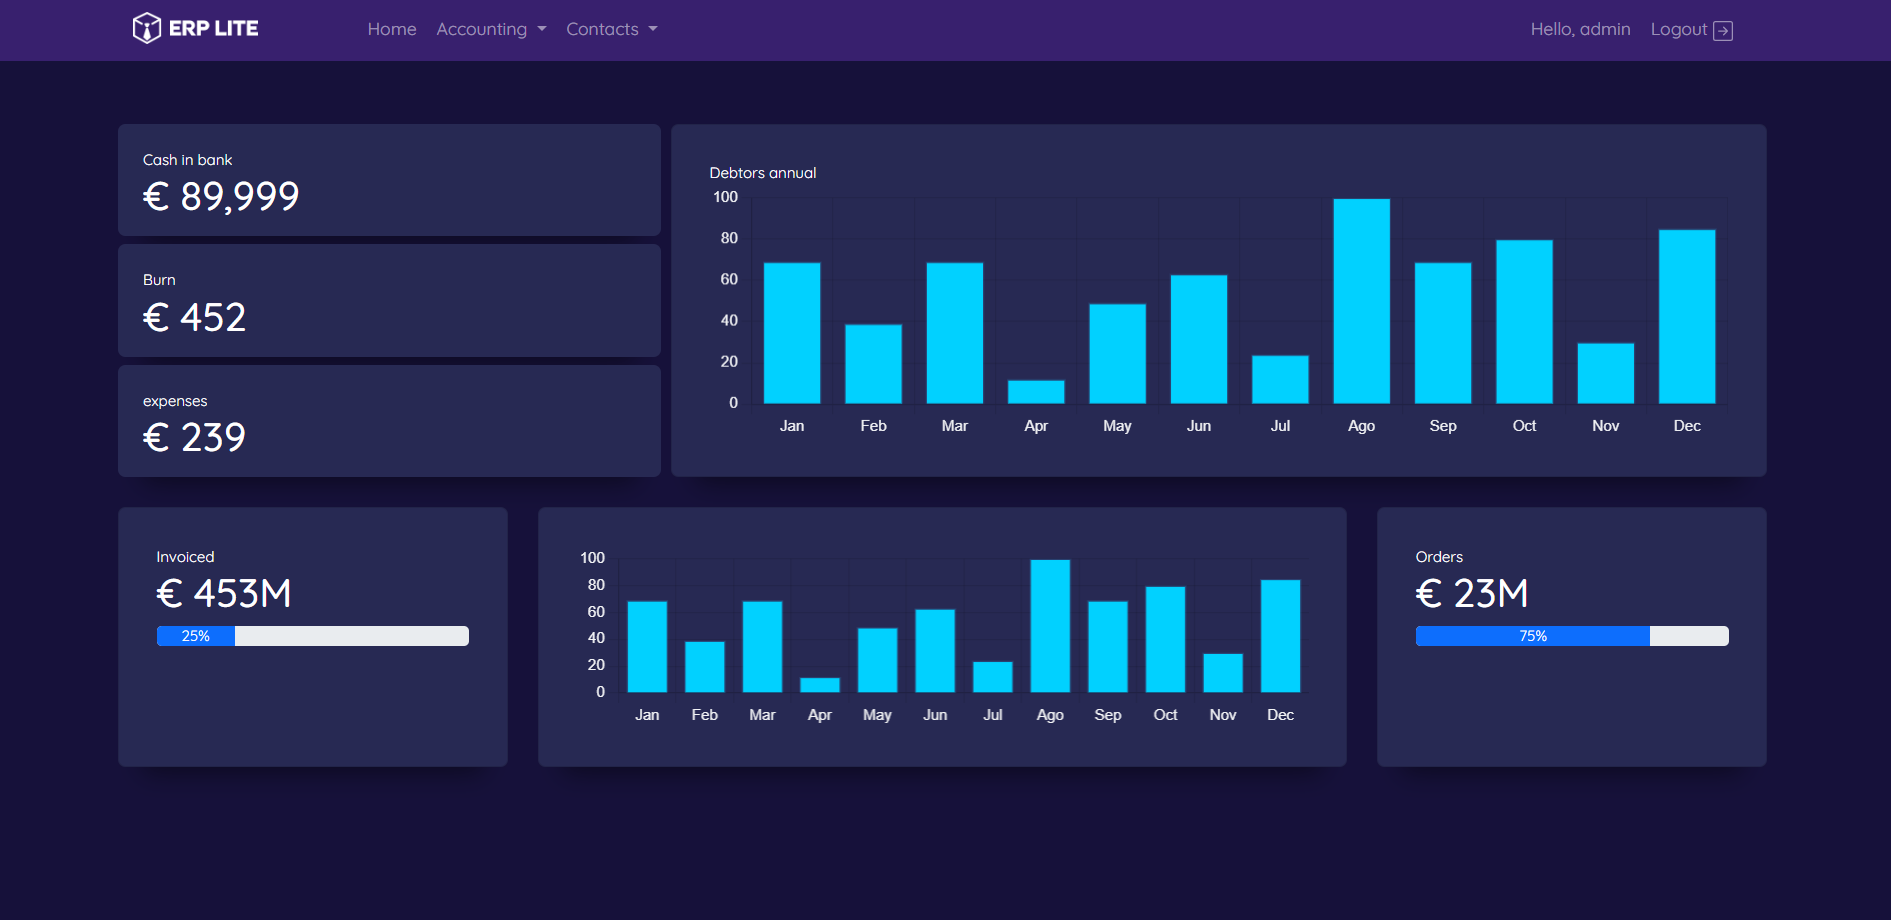 ERP LITE
Home Accounting Contacts
Hello, admin Logout
Cash in bank
€ 89,999
Burn
€ 452
expenses
€ 239
Debtors annual
100
80
60
40
20
0
Jan Feb Mar Apr May Jun Jul Ago Sep Oct Nov Dec
Invoiced
€ 453M
25%
100
80
60
40
20
0
Jan Feb Mar Apr May Jun Jul Ago Sep Oct Nov Dec
Orders
€ 23M
75%